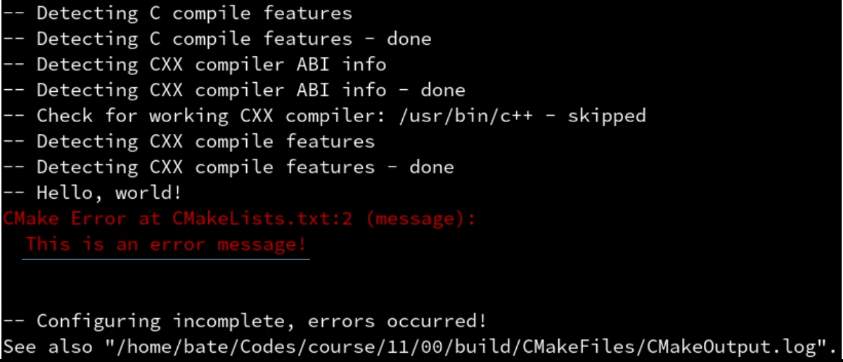 -- Detecting C compile features
-- Detecting C compile features - done
-- Detecting CXX compiler ABI info
-- Detecting CXX compiler ABI info - done
-- Check for working CXX compiler: /usr/bin/c++ - skipped
-- Detecting CXX compile features
-- Detecting CXX compile features - done
-- Hello, world!
CMake Error at CMakeLists.txt:2 (message):
  This is an error message!
-- Configuring incomplete, errors occurred!
See also "/home/bate/Codes/course/11/00/build/CMakeFiles/CMakeOutput.log".